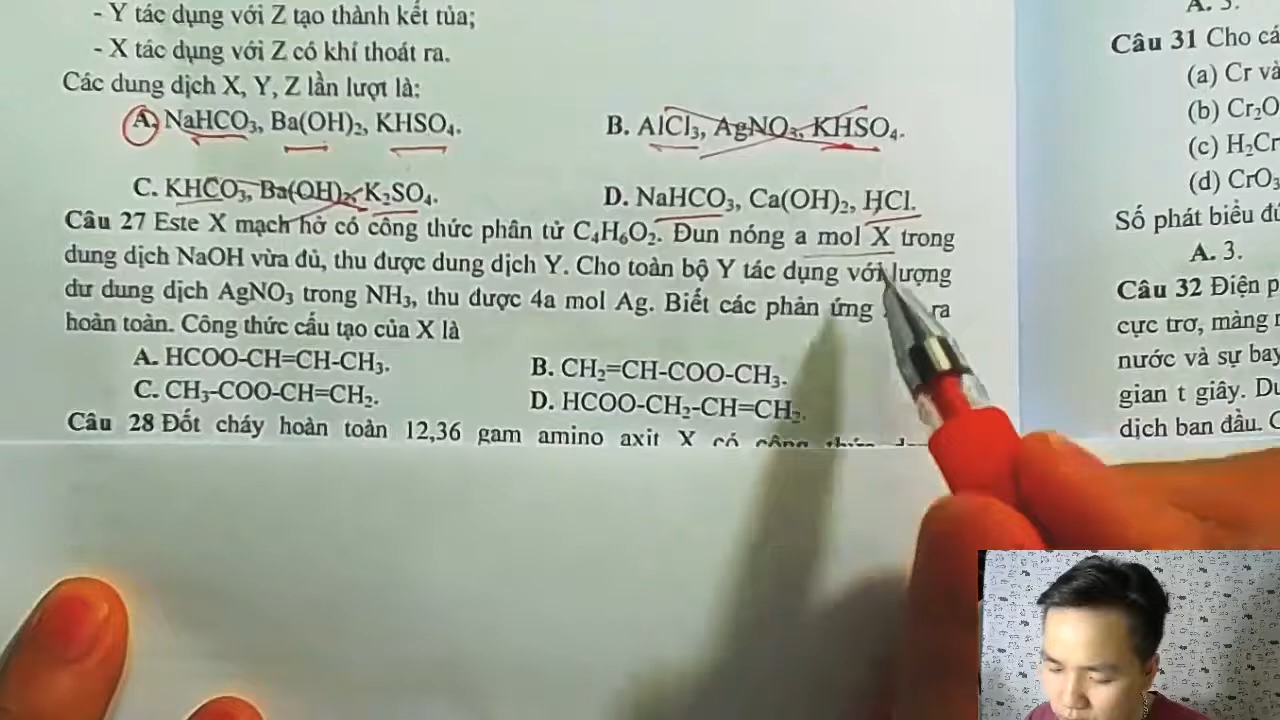 - Y tác dụng với Z tạo thành kết tủa;
- X tác dụng với Z có khí thoát ra.
Các dung dịch X, Y, Z lần lượt là:
A. NaHCO₃, Ba(OH)₂, KHSO₄.
B. AlCl₃, AgNO₃, KHSO₄.
C. KHCO₃, Ba(OH)₂, K₂SO₄.
D. NaHCO₃, Ca(OH)₂, HCl.
Câu 27 Este X mạch hở có công thức phân tử C₄H₆O₂. Đun nóng a mol X trong
dung dịch NaOH vừa đủ, thu được dung dịch Y. Cho toàn bộ Y tác dụng với lượng
dư dung dịch AgNO₃ trong NH₃, thu được 4a mol Ag. Biết các phản ứng ra
hoàn toàn. Công thức cấu tạo của X là
A. HCOO-CH=CH-CH₃.
B. CH₂=CH-COO-CH₃.
C. CH₃-COO-CH=CH₂.
D. HCOO-CH₂-CH=CH₂.
Câu 28 Đốt cháy hoàn toàn 12,36 gam amino axit X có công thức
A. 3.
Câu 31 Cho cá
(a) Cr và
(b) Cr₂O
(c) H₂Cr
(d) CrO₃
Số phát biểu đú
A. 3.
Câu 32 Điện p
cực trơ, màng n
nước và sự bay
gian t giây. Du
dịch ban đầu. C